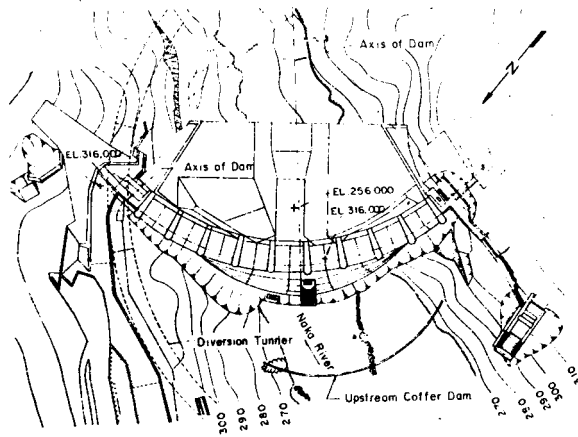 Axis of Dam
N
EL.316.000
Axis of Dam
EL.256.000
EL.316.000
Diversion Tunner
Naka River
Upstream Coffer Dam
300
290
280
270
270
280
290
300
310